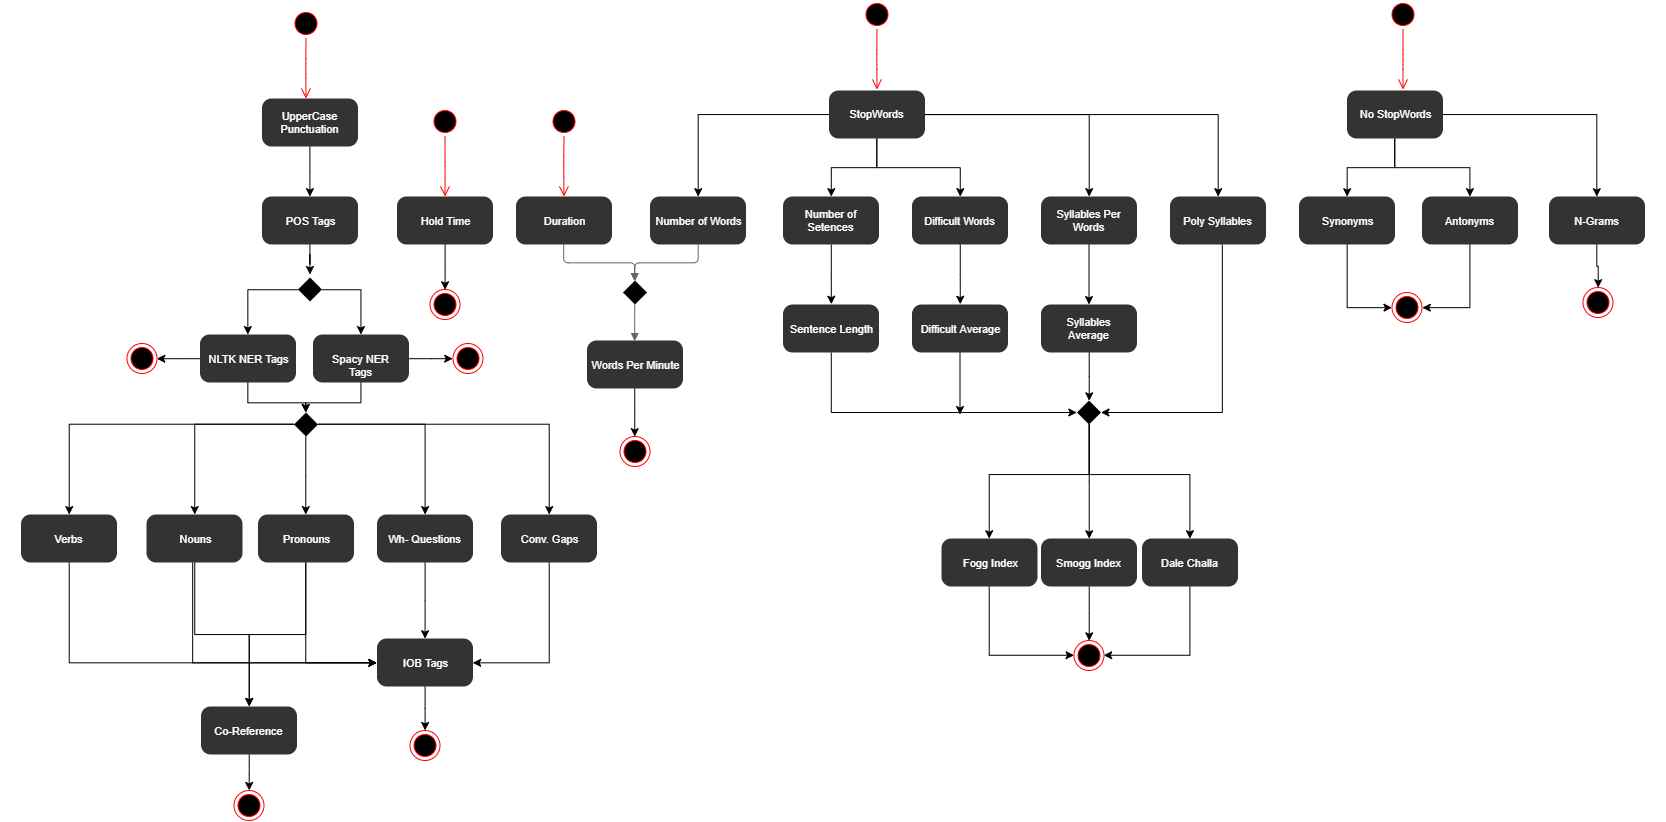 UpperCase
Punctuation
StopWords
No StopWords
POS Tags
Hold Time
Duration
Number of Words
Number of
Setences
Difficult Words
Syllables Per
Words
Poly Syllables
Synonyms
Antonyms
N-Grams
NLTK NER Tags
Spacy NER
Tags
Words Per Minute
Sentence Length
Difficult Average
Syllables
Average
Verbs
Nouns
Pronouns
Wh- Questions
Conv. Gaps
Fogg Index
Smogg Index
Dale Challa
IOB Tags
Co-Reference